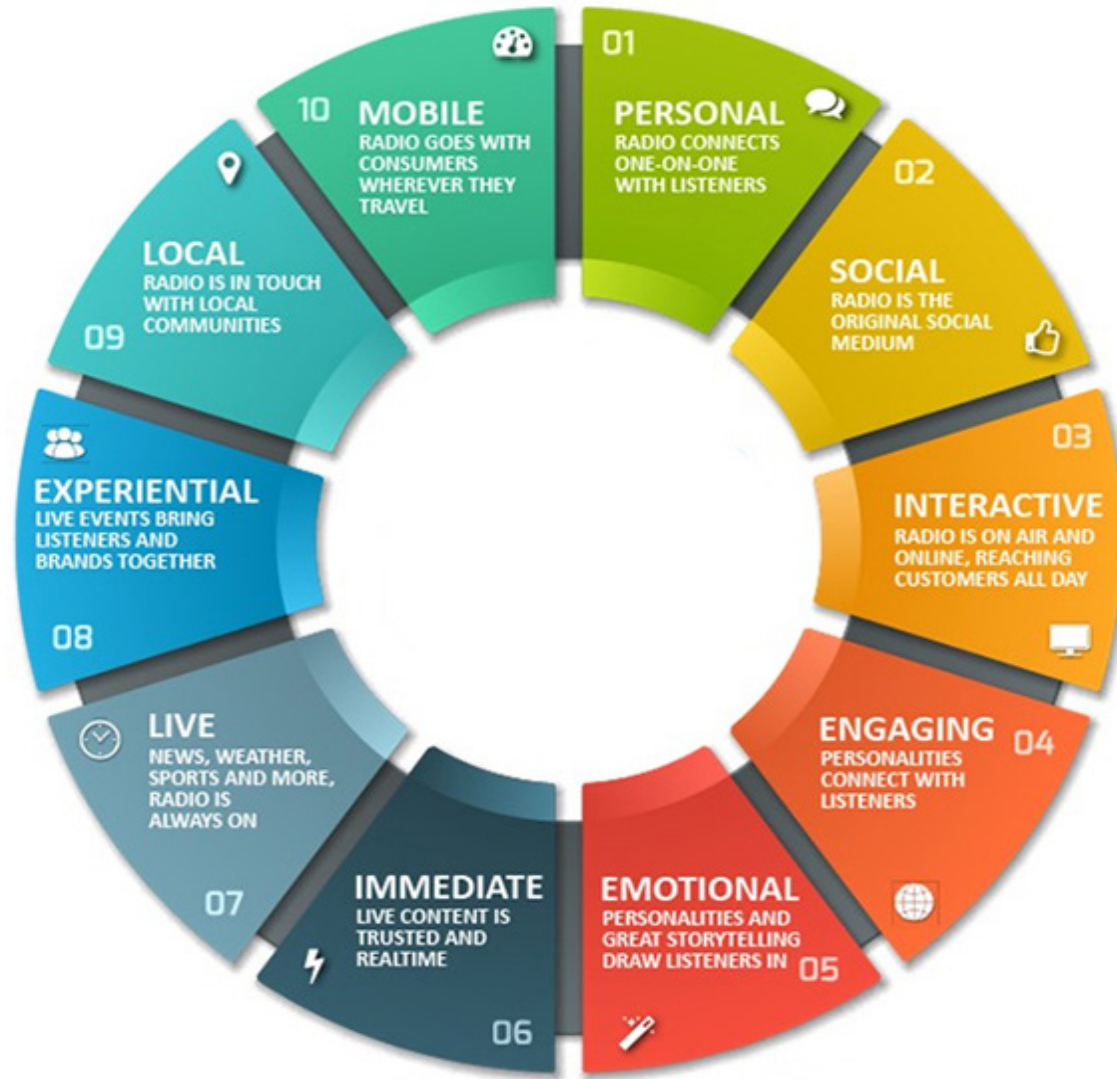 01
PERSONAL
RADIO CONNECTS
ONE-ON-ONE
WITH LISTENERS
02
SOCIAL
RADIO IS THE
ORIGINAL SOCIAL
MEDIUM
03
INTERACTIVE
RADIO IS ON AIR AND
ONLINE, REACHING
CUSTOMERS ALL DAY
04
ENGAGING
PERSONALITIES
CONNECT WITH
LISTENERS
EMOTIONAL
PERSONALITIES AND
GREAT STORYTELLING
DRAW LISTENERS IN
05
IMMEDIATE
LIVE CONTENT IS
TRUSTED AND
REALTIME
06
LIVE
NEWS, WEATHER,
SPORTS AND MORE,
RADIO IS
ALWAYS ON
07
EXPERIENTIAL
LIVE EVENTS BRING
LISTENERS AND
BRANDS TOGETHER
08
LOCAL
RADIO IS IN TOUCH
WITH LOCAL
COMMUNITIES
09
10
MOBILE
RADIO GOES WITH
CONSUMERS
WHEREVER THEY
TRAVEL